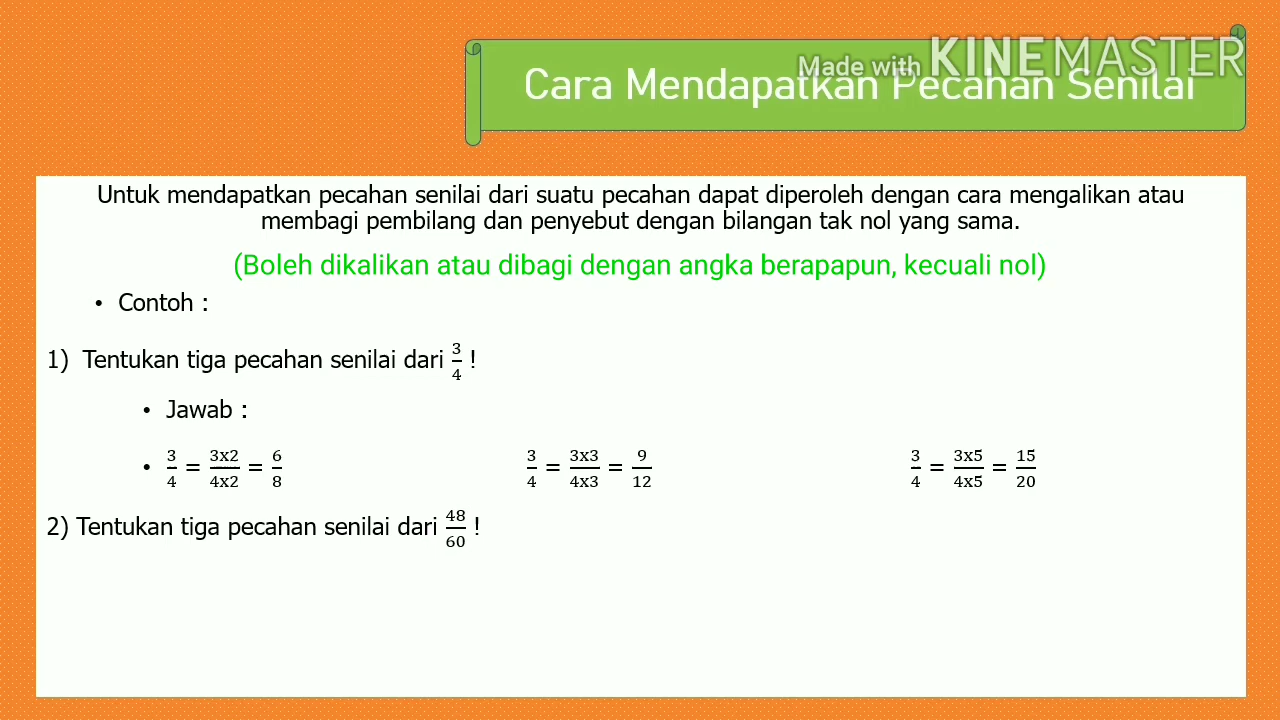 Made with KINEMASTER
Cara Mendapatkan Pecahan Senilai
Untuk mendapatkan pecahan senilai dari suatu pecahan dapat diperoleh dengan cara mengalikan atau
membagi pembilang dan penyebut dengan bilangan tak nol yang sama.
(Boleh dikalikan atau dibagi dengan angka berapapun, kecuali nol)
• Contoh :
1) Tentukan tiga pecahan senilai dari 3/4 !
• Jawab :
• 3/4 = 3x2/4x2 = 6/8 3/4 = 3x3/4x3 = 9/12 3/4 = 3x5/4x5 = 15/20
2) Tentukan tiga pecahan senilai dari 48/60 !